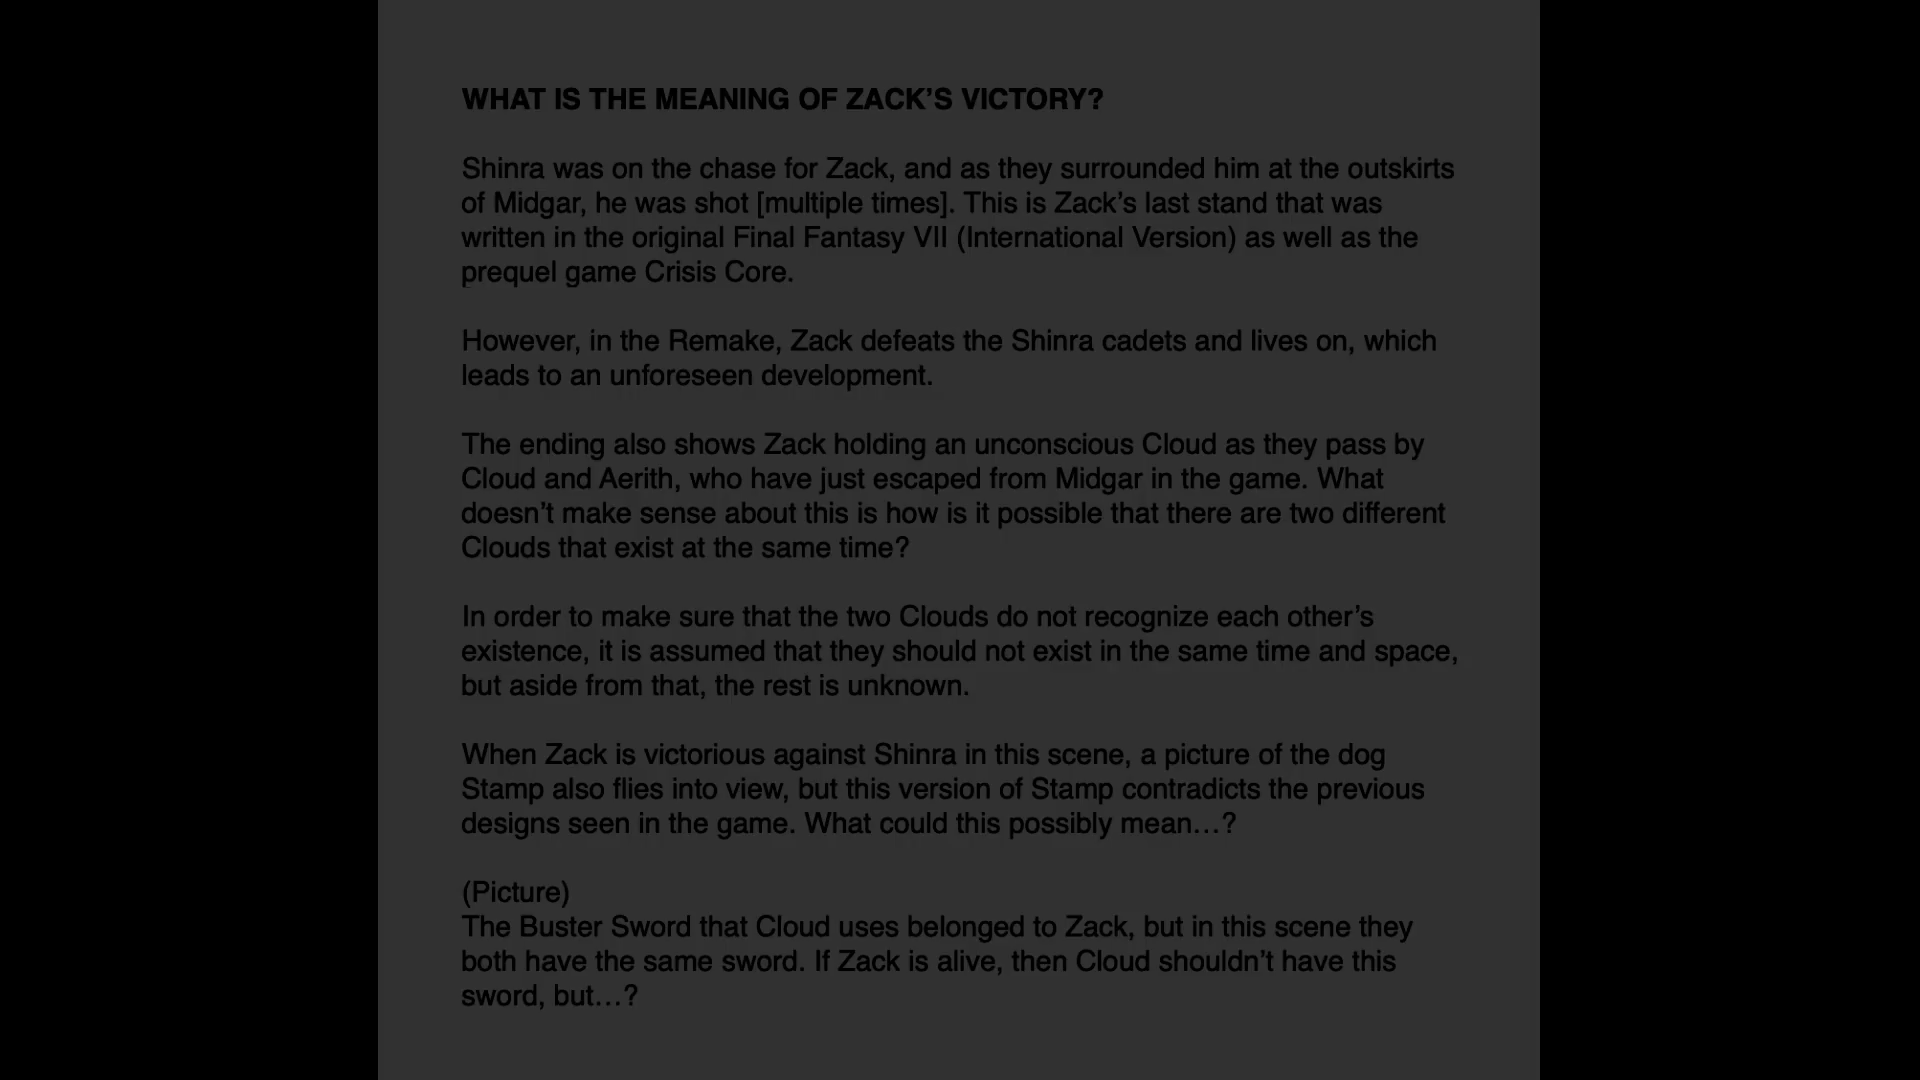 WHAT IS THE MEANING OF ZACK’S VICTORY?
Shinra was on the chase for Zack, and as they surrounded him at the outskirts
of Midgar, he was shot [multiple times]. This is Zack’s last stand that was
written in the original Final Fantasy VII (International Version) as well as the
prequel game Crisis Core.
However, in the Remake, Zack defeats the Shinra cadets and lives on, which
leads to an unforeseen development.
The ending also shows Zack holding an unconscious Cloud as they pass by
Cloud and Aerith, who have just escaped from Midgar in the game. What
doesn’t make sense about this is how is it possible that there are two different
Clouds that exist at the same time?
In order to make sure that the two Clouds do not recognize each other’s
existence, it is assumed that they should not exist in the same time and space,
but aside from that, the rest is unknown.
When Zack is victorious against Shinra in this scene, a picture of the dog
Stamp also flies into view, but this version of Stamp contradicts the previous
designs seen in the game. What could this possibly mean…?
(Picture)
The Buster Sword that Cloud uses belonged to Zack, but in this scene they
both have the same sword. If Zack is alive, then Cloud shouldn’t have this
sword, but…?